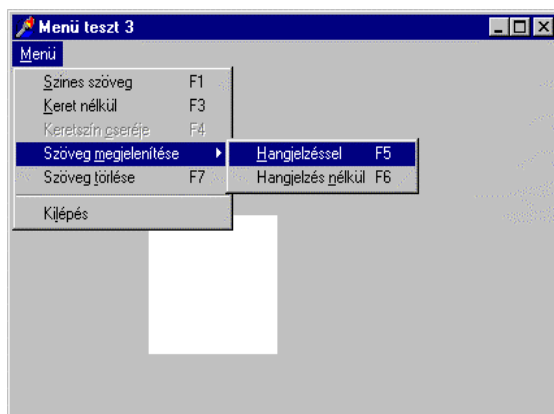 Menü teszt 3
Menü
Színes szöveg F1
Keret nélkül F3
Keretszín cseréje F4
Szöveg megjelenítése
Hangjelzéssel F5
Szöveg törlése F7
Hangjelzés nélkül F6
Kilépés